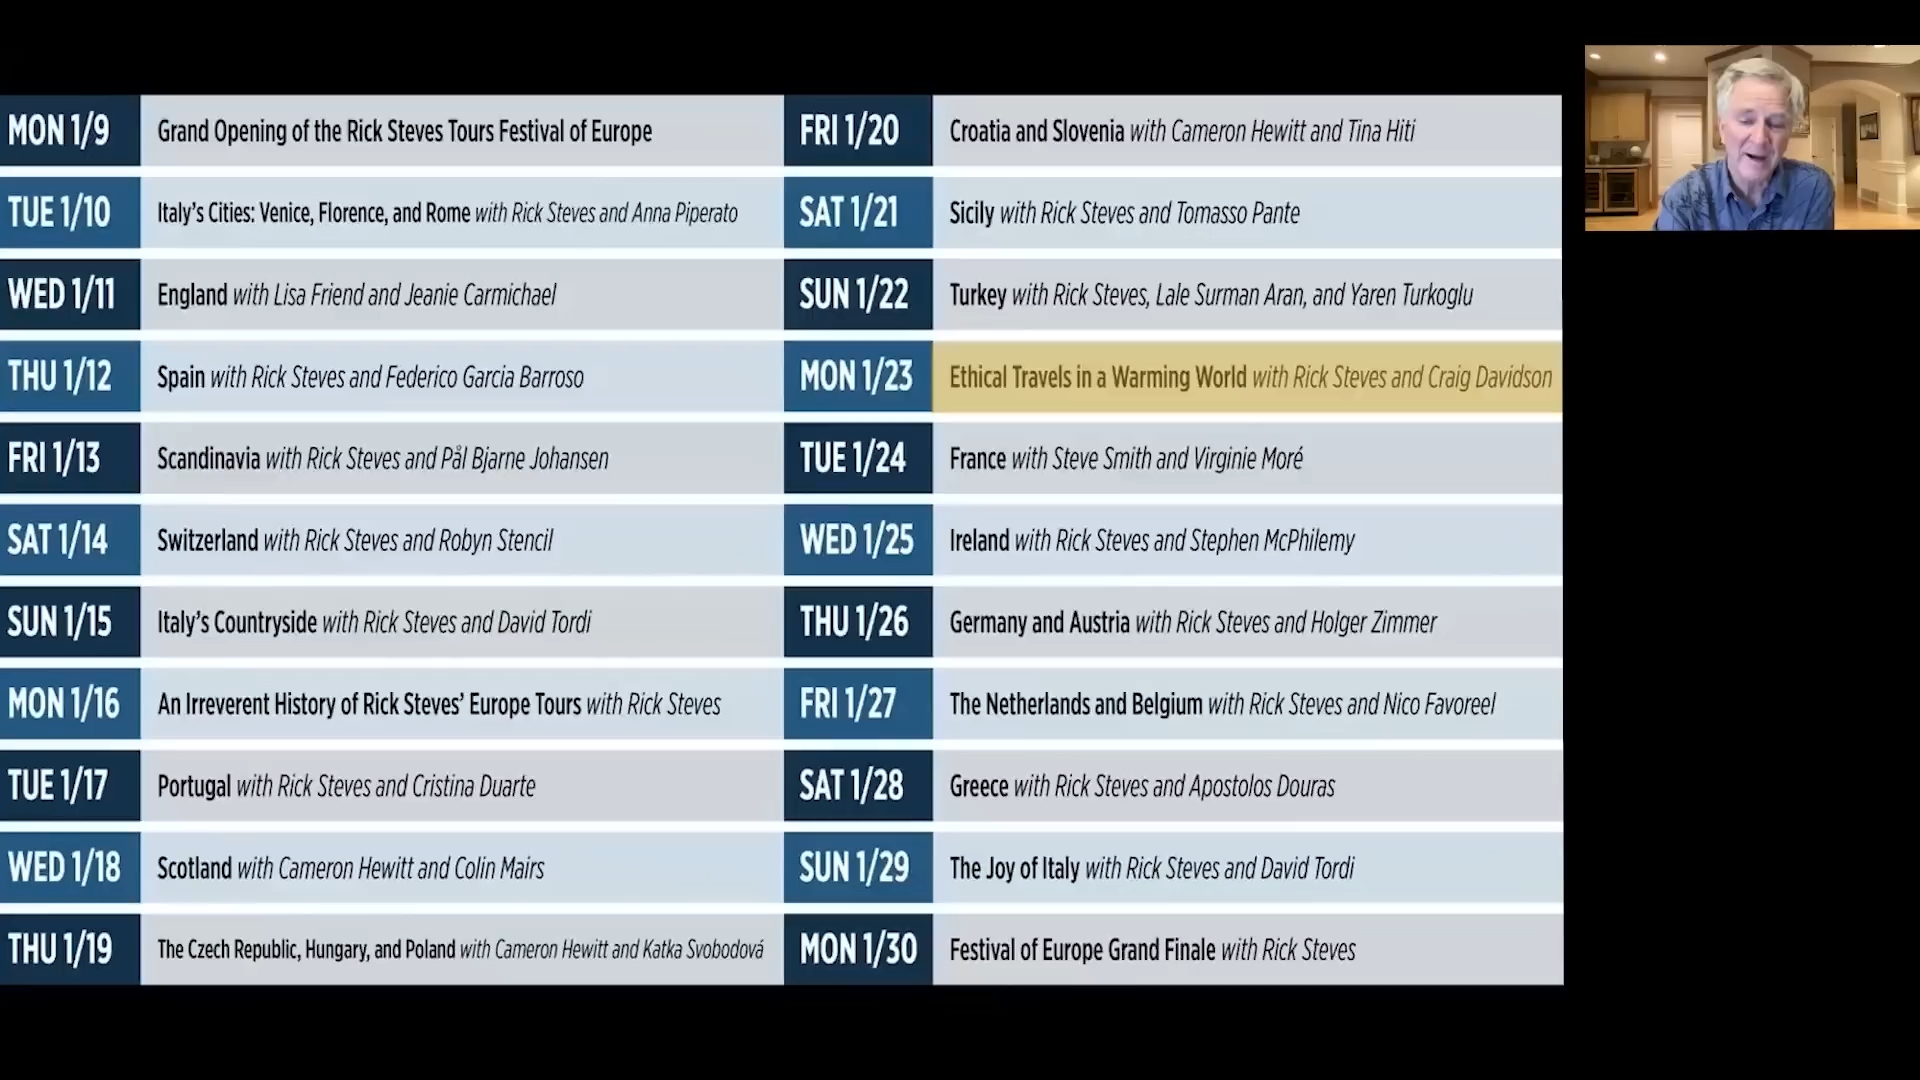 MON 1/9 Grand Opening of the Rick Steves Tours Festival of Europe
TUE 1/10 Italy's Cities: Venice, Florence, and Rome with Rick Steves and Anna Piperato
WED 1/11 England with Lisa Friend and Jeanie Carmichael
THU 1/12 Spain with Rick Steves and Federico Garcia Barroso
FRI 1/13 Scandinavia with Rick Steves and Pål Bjarne Johansen
SAT 1/14 Switzerland with Rick Steves and Robyn Stencil
SUN 1/15 Italy's Countryside with Rick Steves and David Tordi
MON 1/16 An Irreverent History of Rick Steves' Europe Tours with Rick Steves
TUE 1/17 Portugal with Rick Steves and Cristina Duarte
WED 1/18 Scotland with Cameron Hewitt and Colin Mairs
THU 1/19 The Czech Republic, Hungary, and Poland with Cameron Hewitt and Katka Svobodová
FRI 1/20 Croatia and Slovenia with Cameron Hewitt and Tina Hiti
SAT 1/21 Sicily with Rick Steves and Tomasso Pante
SUN 1/22 Turkey with Rick Steves, Lale Surman Aran, and Yaren Turkoglu
MON 1/23 Ethical Travels in a Warming World with Rick Steves and Craig Davidson
TUE 1/24 France with Steve Smith and Virginie Moré
WED 1/25 Ireland with Rick Steves and Stephen McPhilemy
THU 1/26 Germany and Austria with Rick Steves and Holger Zimmer
FRI 1/27 The Netherlands and Belgium with Rick Steves and Nico Favoreel
SAT 1/28 Greece with Rick Steves and Apostolos Douras
SUN 1/29 The Joy of Italy with Rick Steves and David Tordi
MON 1/30 Festival of Europe Grand Finale with Rick Steves